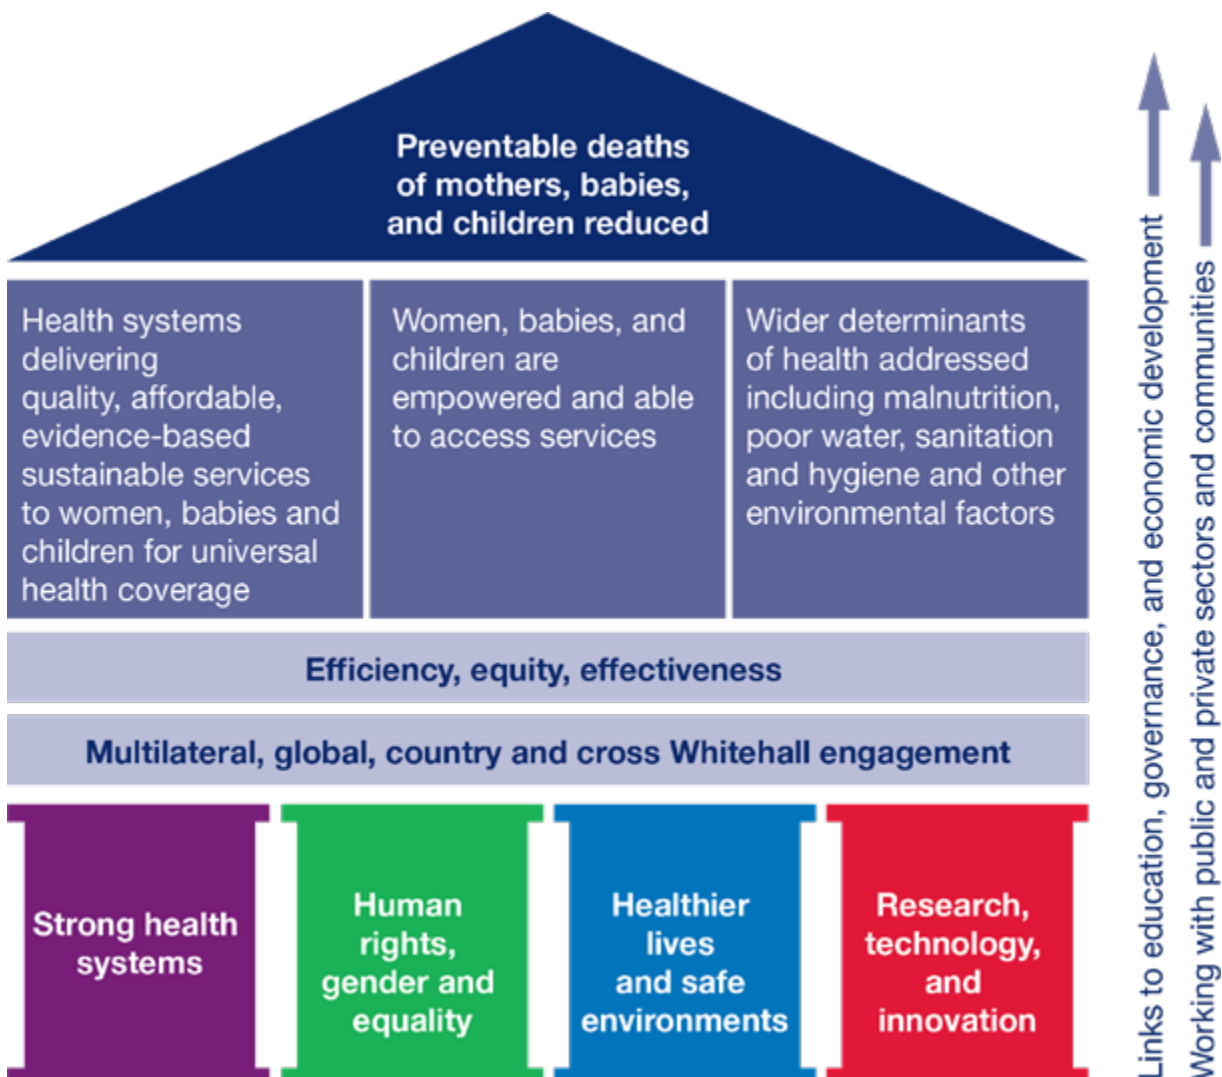 Preventable deaths
of mothers, babies,
and children reduced
Health systems
delivering
quality, affordable,
evidence-based
sustainable services
to women, babies and
children for universal
health coverage
Women, babies, and
children are
empowered and able
to access services
Wider determinants
of health addressed
including malnutrition,
poor water, sanitation
and hygiene and other
environmental factors
Efficiency, equity, effectiveness
Multilateral, global, country and cross Whitehall engagement
Strong health
systems
Human
rights,
gender and
equality
Healthier
lives
and safe
environments
Research,
technology,
and
innovation
Links to education, governance, and economic development
Working with public and private sectors and communities